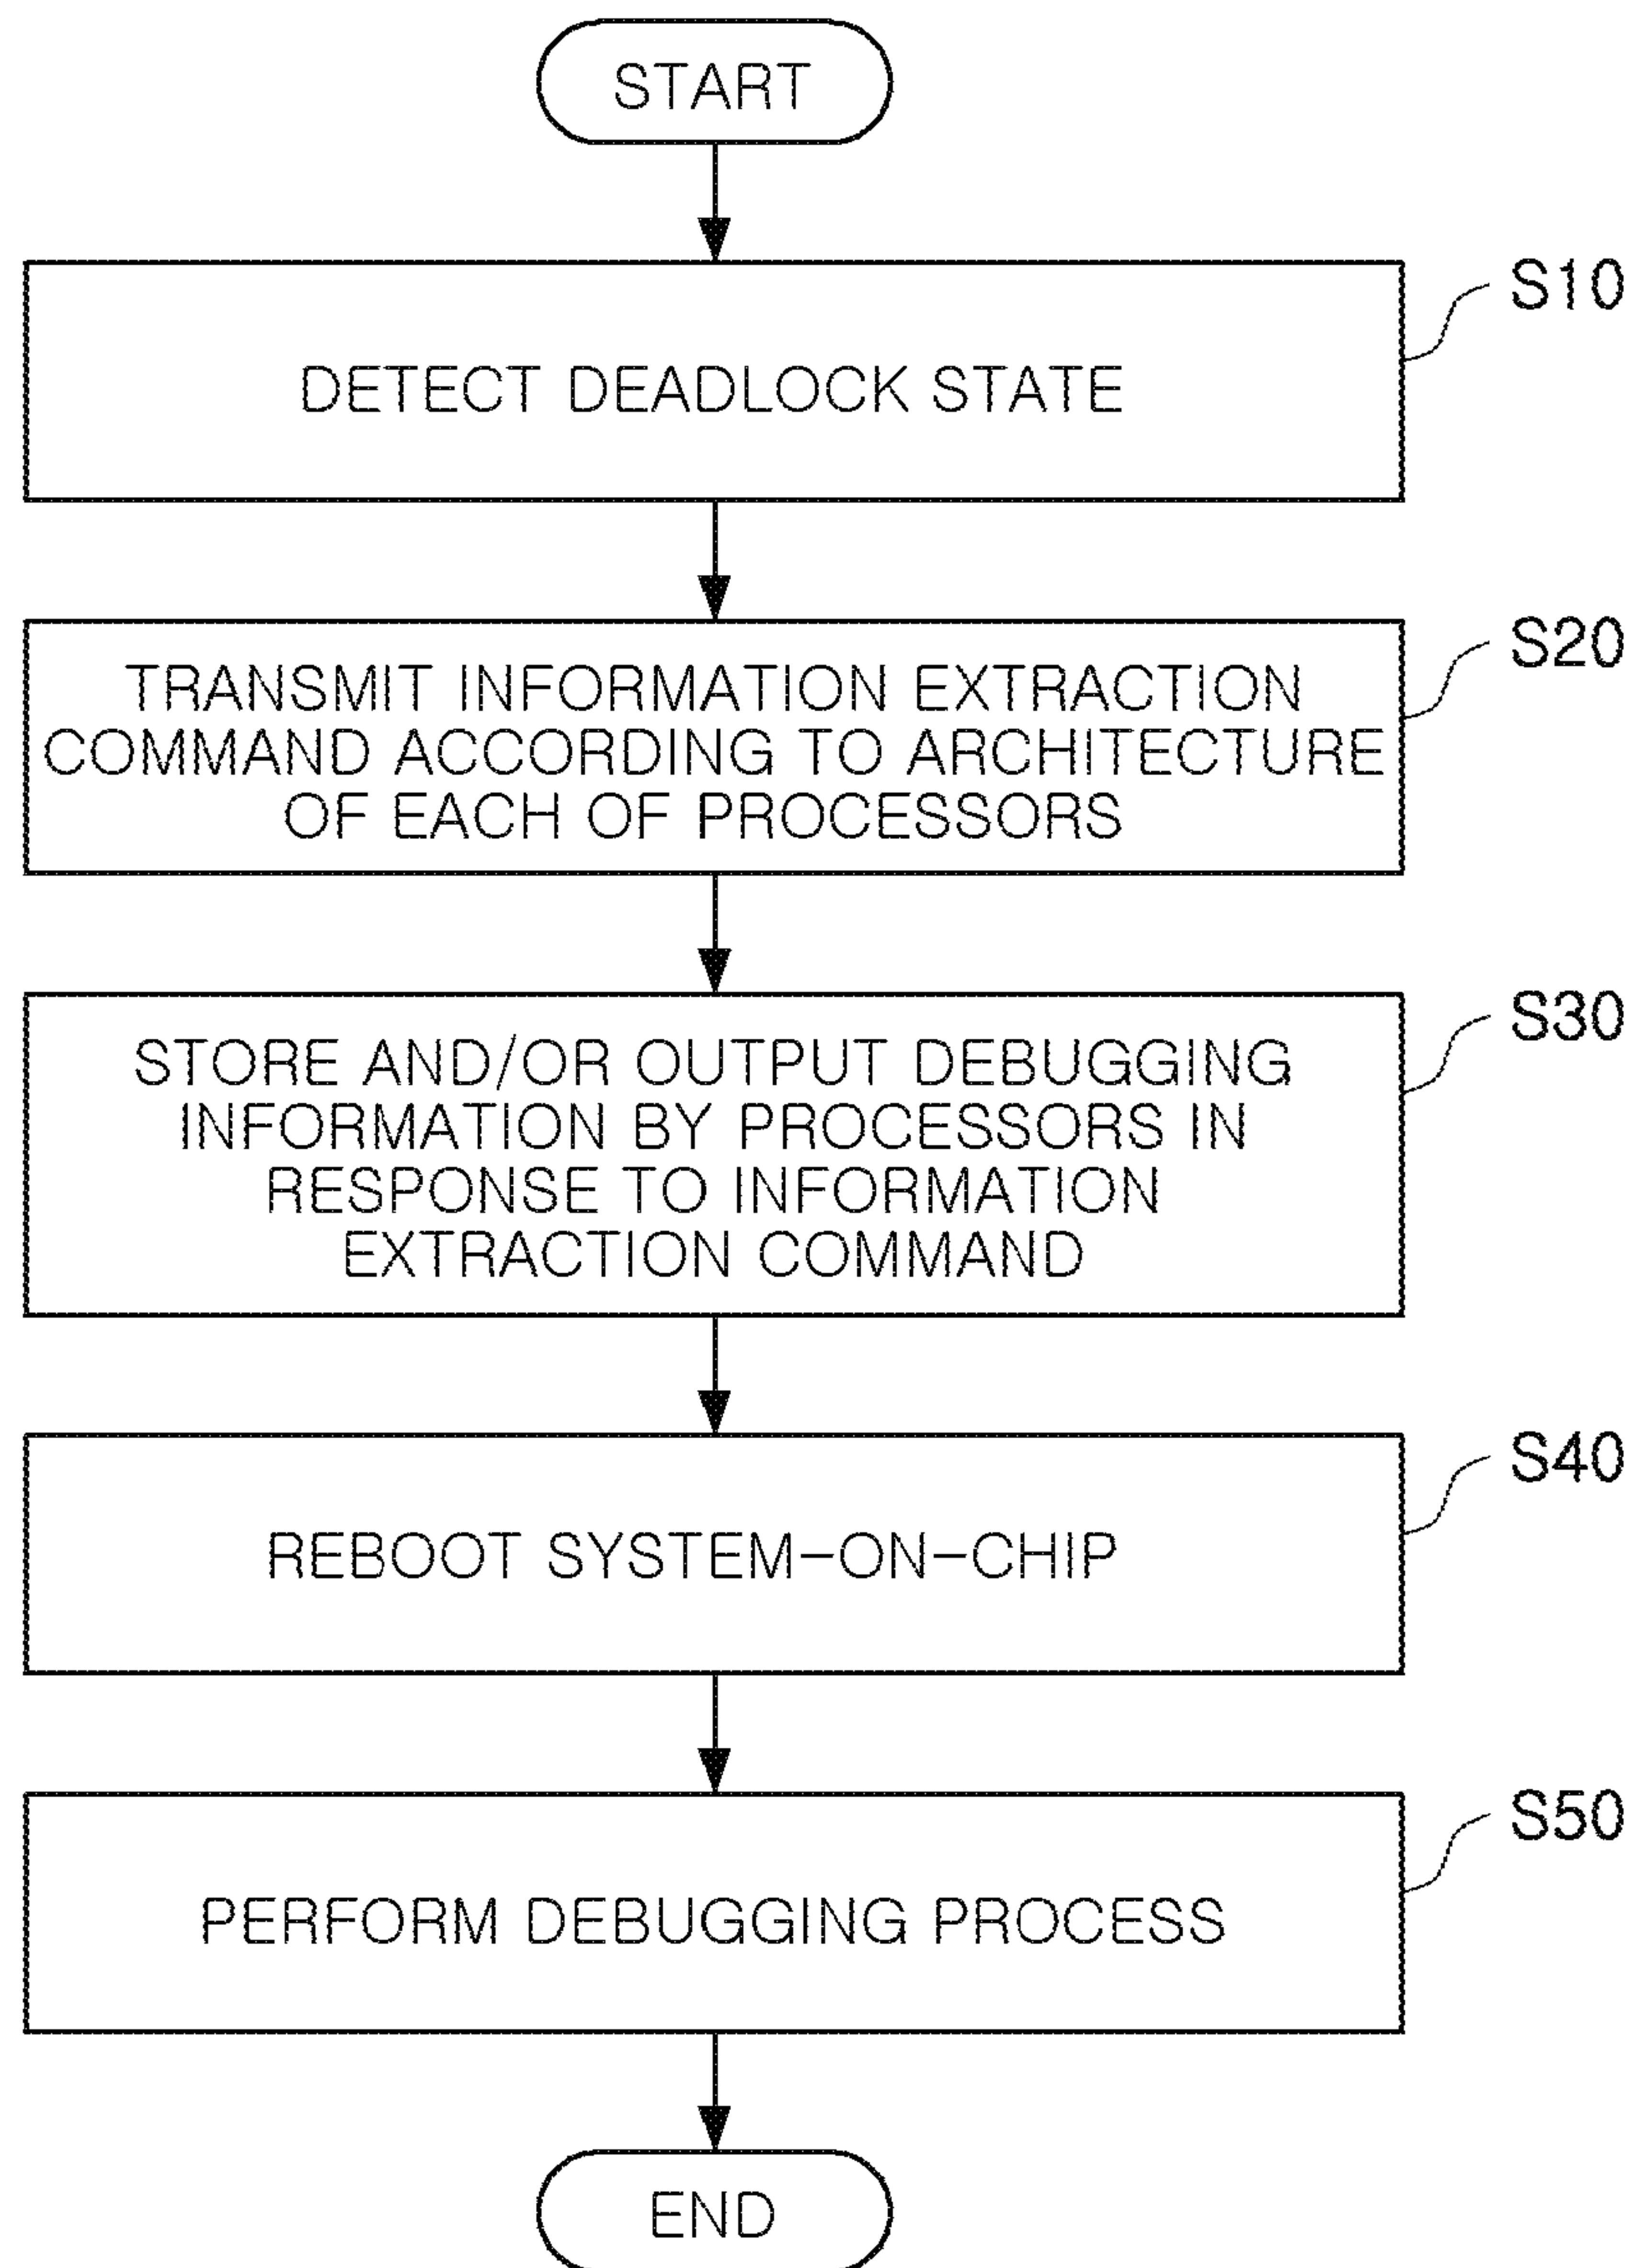 START
S10
DETECT DEADLOCK STATE
S20
TRANSMIT INFORMATION EXTRACTION
COMMAND ACCORDING TO ARCHITECTURE
OF EACH OF PROCESSORS
S30
STORE AND/OR OUTPUT DEBUGGING
INFORMATION BY PROCESSORS IN
RESPONSE TO INFORMATION
EXTRACTION COMMAND
S40
REBOOT SYSTEM-ON-CHIP
S50
PERFORM DEBUGGING PROCESS
END